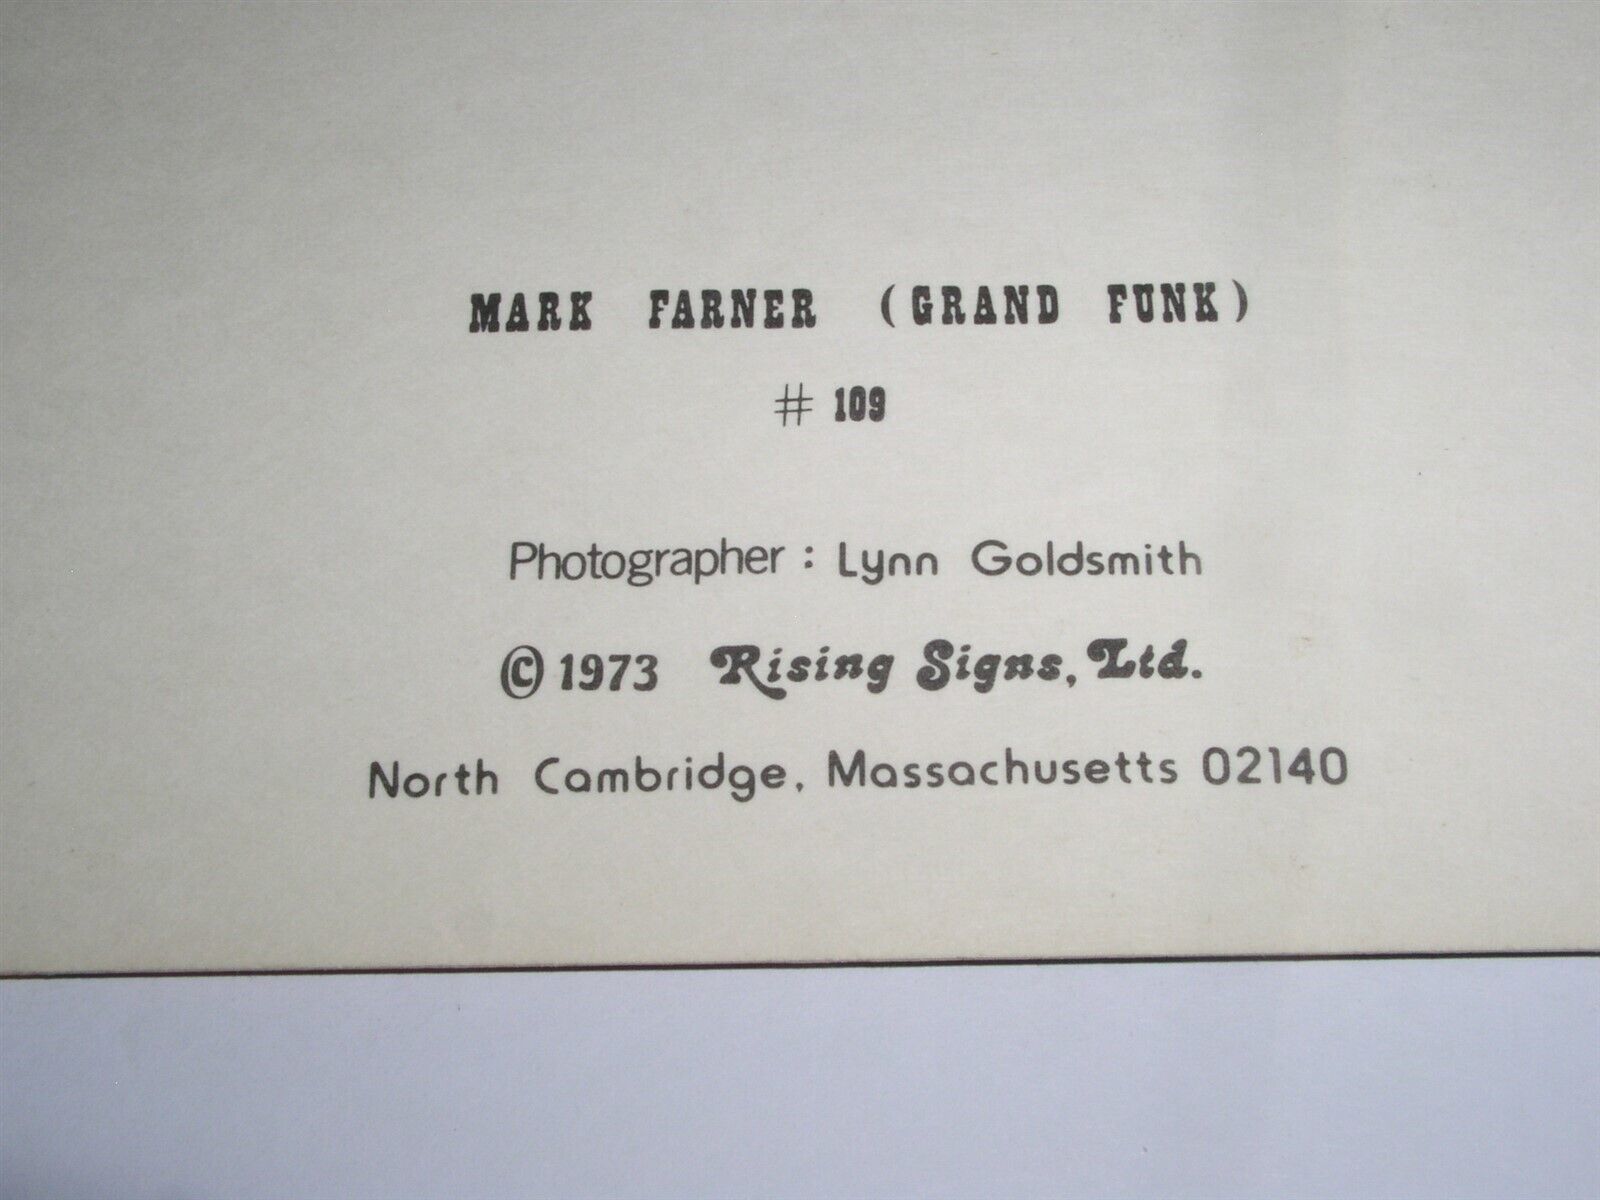 MARK FARNER (GRAND FUNK)
# 109
Photographer : Lynn Goldsmith
© 1973 Rising Signs, Ltd.
North Cambridge, Massachusetts 02140